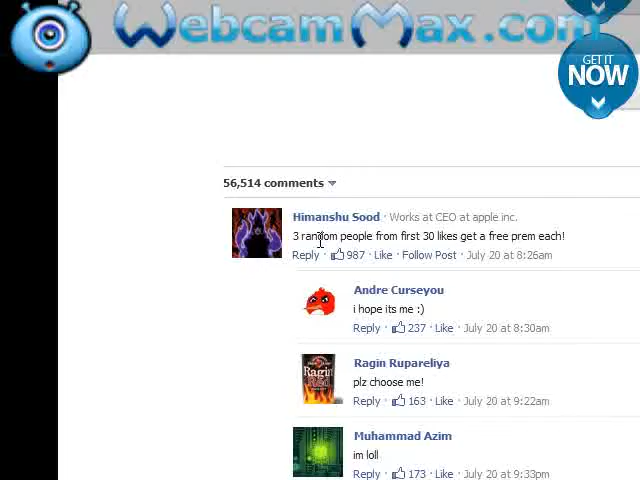 WebcamMax.com
GET IT
NOW
56,514 comments
Himanshu Sood · Works at CEO at apple inc.
3 random people from first 30 likes get a free prem each!
Reply · 987 · Like · Follow Post · July 20 at 8:26am
Andre Curseyou
i hope its me :)
Reply · 237 · Like · July 20 at 8:30am
Ragin Rupareliya
Ragin
Red
plz choose me!
Reply · 163 · Like · July 20 at 9:22am
Muhammad Azim
im loll
Reply · 173 · Like · July 20 at 9:33pm